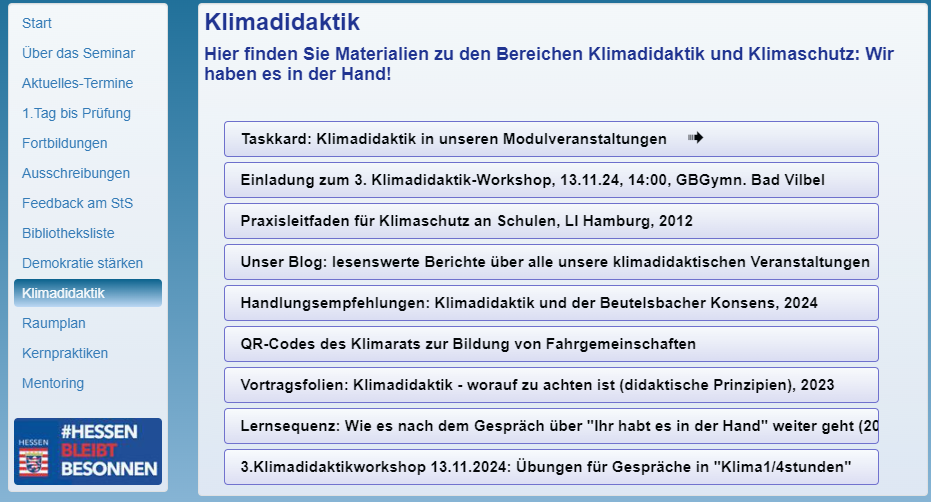 Start
Über das Seminar
Aktuelles-Termine
1.Tag bis Prüfung
Fortbildungen
Ausschreibungen
Feedback am StS
Bibliotheksliste
Demokratie stärken
Klimadidaktik
Raumplan
Kernpraktiken
Mentoring
HESSEN
#HESSEN
BLEIBT
BESONNEN
Klimadidaktik
Hier finden Sie Materialien zu den Bereichen Klimadidaktik und Klimaschutz: Wir
haben es in der Hand!
Taskkard: Klimadidaktik in unseren Modulveranstaltungen
Einladung zum 3. Klimadidaktik-Workshop, 13.11.24, 14:00, GBGymn. Bad Vilbel
Praxisleitfaden für Klimaschutz an Schulen, LI Hamburg, 2012
Unser Blog: lesenswerte Berichte über alle unsere klimadidaktischen Veranstaltungen
Handlungsempfehlungen: Klimadidaktik und der Beutelsbacher Konsens, 2024
QR-Codes des Klimarats zur Bildung von Fahrgemeinschaften
Vortragsfolien: Klimadidaktik - worauf zu achten ist (didaktische Prinzipien), 2023
Lernsequenz: Wie es nach dem Gespräch über "Ihr habt es in der Hand" weiter geht (20
3.Klimadidaktikworkshop 13.11.2024: Übungen für Gespräche in "Klima1/4stunden"